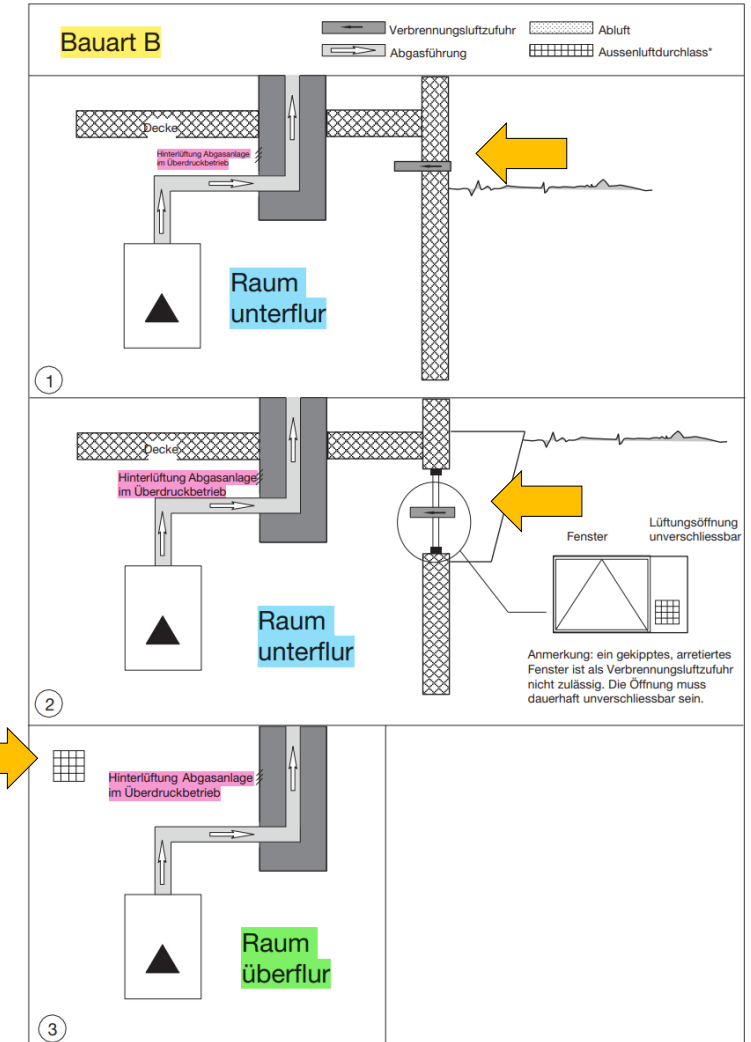 Bauart B
Verbrennungsluftzufuhr
Abluft
Abgasführung
Aussenluftdurchlass*
Decke
Hinterlüftung Abgasanlage
im Überdruckbetrieb
Raum
unterflur
1
Decke
Hinterlüftung Abgasanlage
im Überdruckbetrieb
Raum
unterflur
Fenster
Lüftungsöffnung
unverschliessbar
Anmerkung: ein gekipptes, arretiertes
Fenster ist als Verbrennungsluftzufuhr
nicht zulässig. Die Öffnung muss
dauerhaft unverschliessbar sein.
2
Hinterlüftung Abgasanlage
im Überdruckbetrieb
Raum
überflur
3